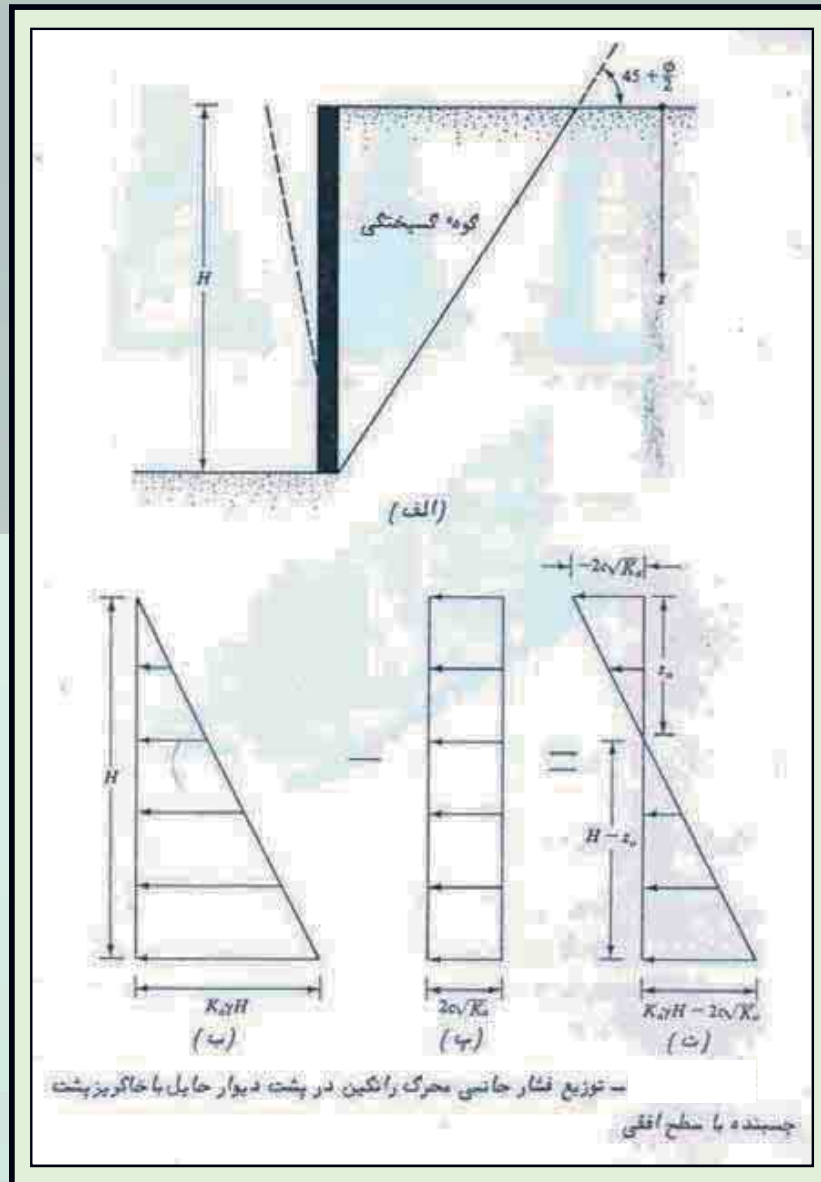 45 + φ/2
گوهٔ گسیختگی
H
z
(الف)
−2c√Kₐ
zₒ
H
−
=
H − zₒ
KₐγH
2c√Kₐ
KₐγH − 2c√Kₐ
(ب)
(پ)
(ت)
– توزیع فشار جانبی محرک رانکین در پشت دیوار حایل با خاکریز پشت
چسبنده با سطح افقی